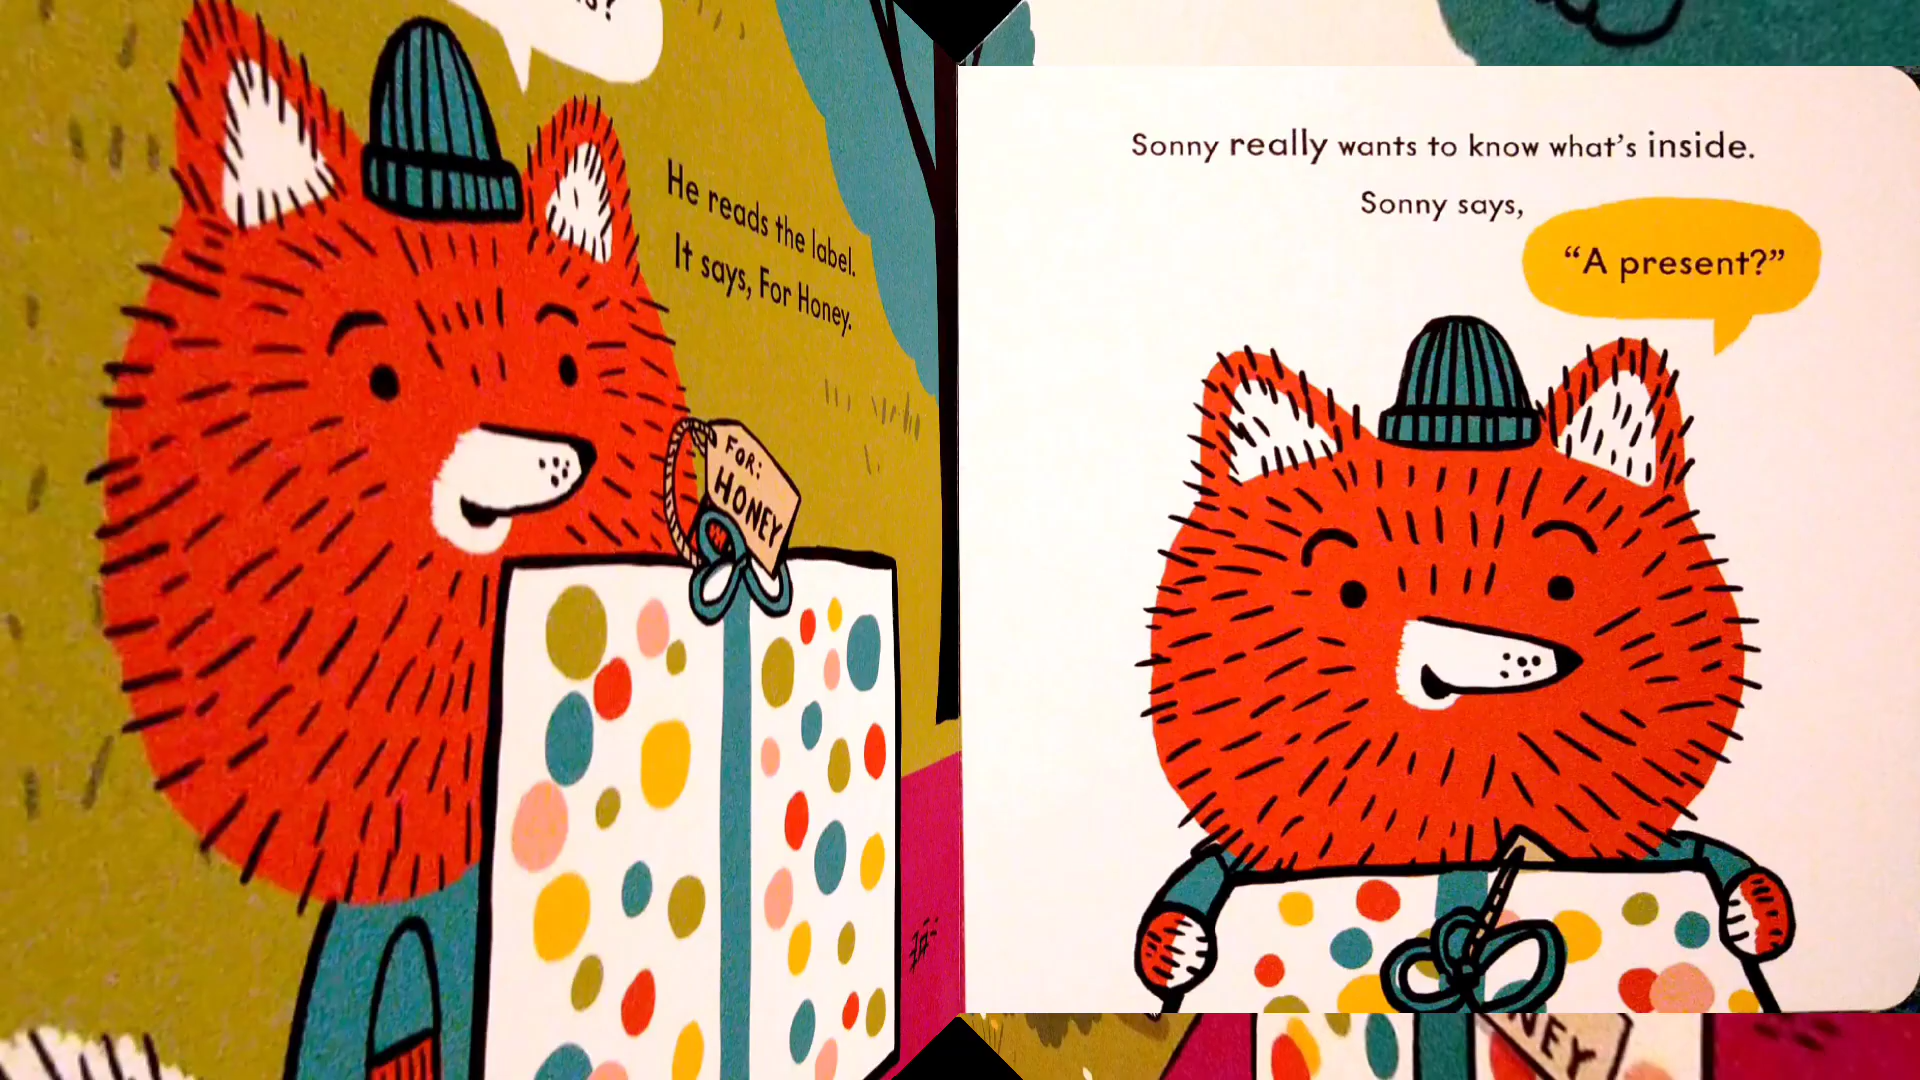 He reads the label.
It says, For Honey.
FOR:
HONEY
Sonny really wants to know what's inside.
Sonny says,
“A present?”
NEY